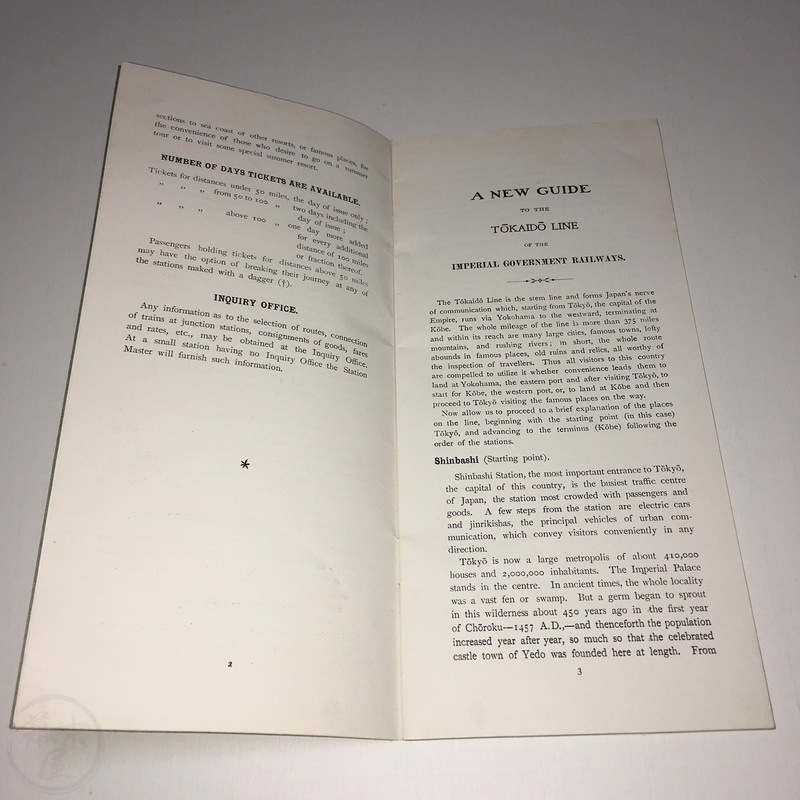 sections to sea coast or other resorts, or famous places, for
the convenience of those who desire to go on a summer
tour or to visit some special summer resort.
NUMBER OF DAYS TICKETS ARE AVAILABLE.
Tickets for distances under 50 miles, the day of issue only;
„ „ „ from 50 to 100 „ two days including the
day of issue;
„ „ „ above 100 „ one day more added
for every additional
distance of 100 miles
or fraction thereof.
Passengers holding tickets for distances above 50 miles
may have the option of breaking their journey at any of
the stations maked with a dagger (†).
INQUIRY OFFICE.
Any information as to the selection of routes, connection
of trains at junction stations, consignments of goods, fares
and rates, etc., may be obtained at the Inquiry Office.
At a small station having no Inquiry Office the Station
Master will furnish such information.
*
2
A NEW GUIDE
TO THE
TŌKAIDŌ LINE
OF THE
IMPERIAL GOVERNMENT RAILWAYS.
The Tōkaidō Line is the stem line and forms Japan's nerve
of communication which, starting from Tōkyō, the capital of the
Empire, runs via Yokohama to the westward, terminating at
Kōbe. The whole mileage of the line is more than 375 miles
and within its reach are many large cities, famous towns, lofty
mountains, and rushing rivers; in short, the whole route
abounds in famous places, old ruins and relics, all worthy of
the inspection of travellers. Thus all visitors to this country
are compelled to utilize it whether convenience leads them to
land at Yokohama, the eastern port and after visiting Tōkyō, to
start for Kōbe, the western port, or, to land at Kōbe and then
proceed to Tōkyō visiting the famous places on the way.
Now allow us to proceed to a brief explanation of the places
on the line, beginning with the starting point (in this case)
Tōkyō, and advancing to the terminus (Kōbe) following the
order of the stations.
Shinbashi (Starting point).
Shinbashi Station, the most important entrance to Tōkyō,
the capital of this country, is the busiest traffic centre
of Japan, the station most crowded with passengers and
goods. A few steps from the station are electric cars
and jinrikishas, the principal vehicles of urban com-
munication, which convey visitors conveniently in any
direction.
Tōkyō is now a large metropolis of about 410,000
houses and 2,000,000 inhabitants. The Imperial Palace
stands in the centre. In ancient times, the whole locality
was a vast fen or swamp. But a germ began to sprout
in this wilderness about 450 years ago in the first year
of Chōroku—1457 A.D.,—and thenceforth the population
increased year after year, so much so that the celebrated
castle town of Yedo was founded here at length. From
3